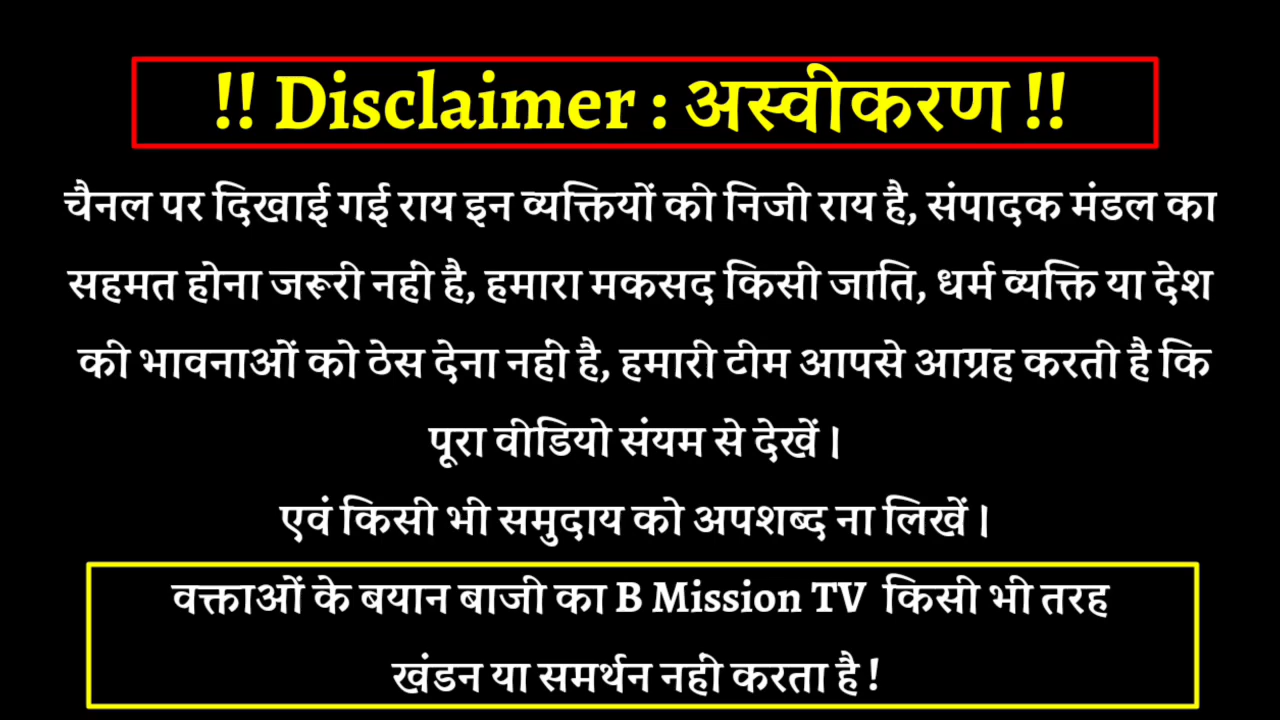 !! Disclaimer : अस्वीकरण !!
चैनल पर दिखाई गई राय इन व्यक्तियों की निजी राय है, संपादक मंडल का
सहमत होना जरूरी नहीं है, हमारा मकसद किसी जाति, धर्म व्यक्ति या देश
की भावनाओं को ठेस देना नहीं है, हमारी टीम आपसे आग्रह करती है कि
पूरा वीडियो संयम से देखें।
एवं किसी भी समुदाय को अपशब्द ना लिखें।
वक्ताओं के बयान बाजी का B Mission TV किसी भी तरह
खंडन या समर्थन नहीं करता है !